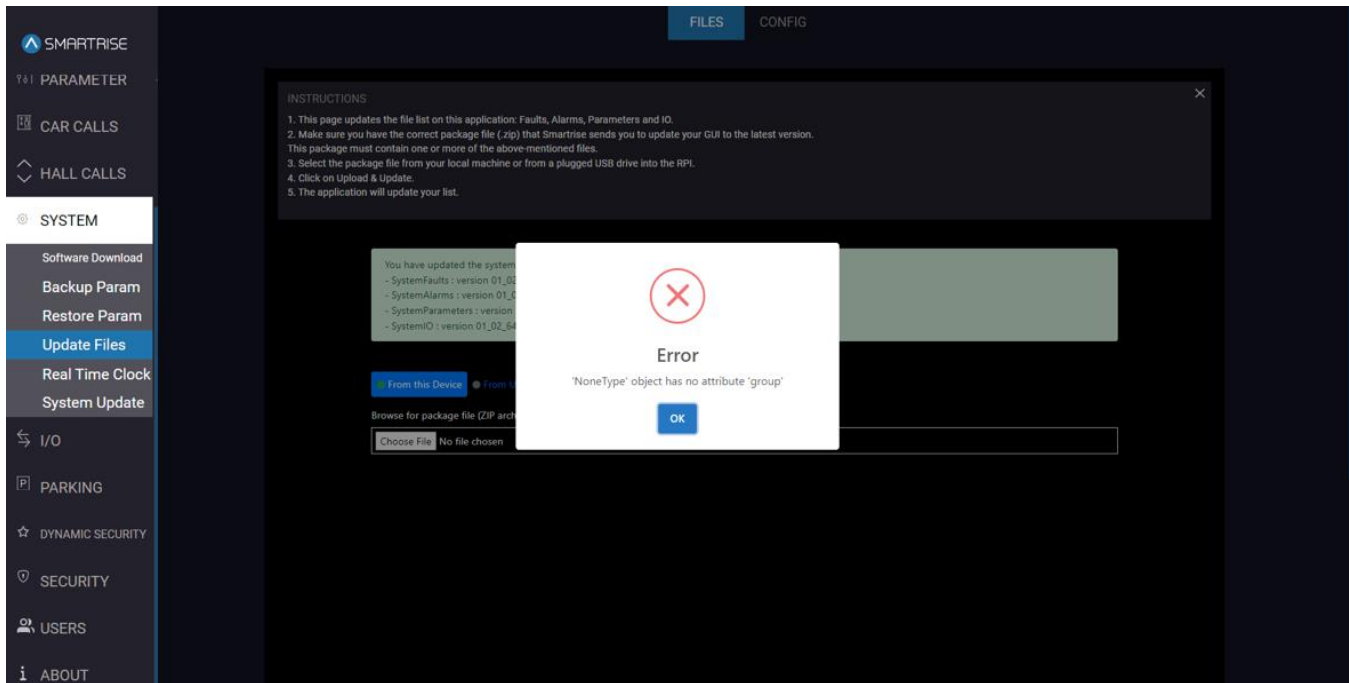 FILES CONFIG
SMARTRISE
PARAMETER
CAR CALLS
HALL CALLS
SYSTEM
Software Download
Backup Param
Restore Param
Update Files
Real Time Clock
System Update
I/O
PARKING
DYNAMIC SECURITY
SECURITY
USERS
ABOUT
INSTRUCTIONS
1. This page updates the file list on this application: Faults, Alarms, Parameters and IO.
2. Make sure you have the correct package file (.zip) that Smartrise sends you to update your GUI to the latest version.
This package must contain one or more of the above-mentioned files.
3. Select the package file from your local machine or from a plugged USB drive into the RPI.
4. Click on Upload & Update.
5. The application will update your list.
You have updated the system
- SystemFaults : version 01_02
- SystemAlarms : version 01_0
- SystemParameters : version
- SystemIO : version 01_02_64
From this Device From U
Browse for package file (ZIP arch
Choose File No file chosen
Error
'NoneType' object has no attribute 'group'
OK